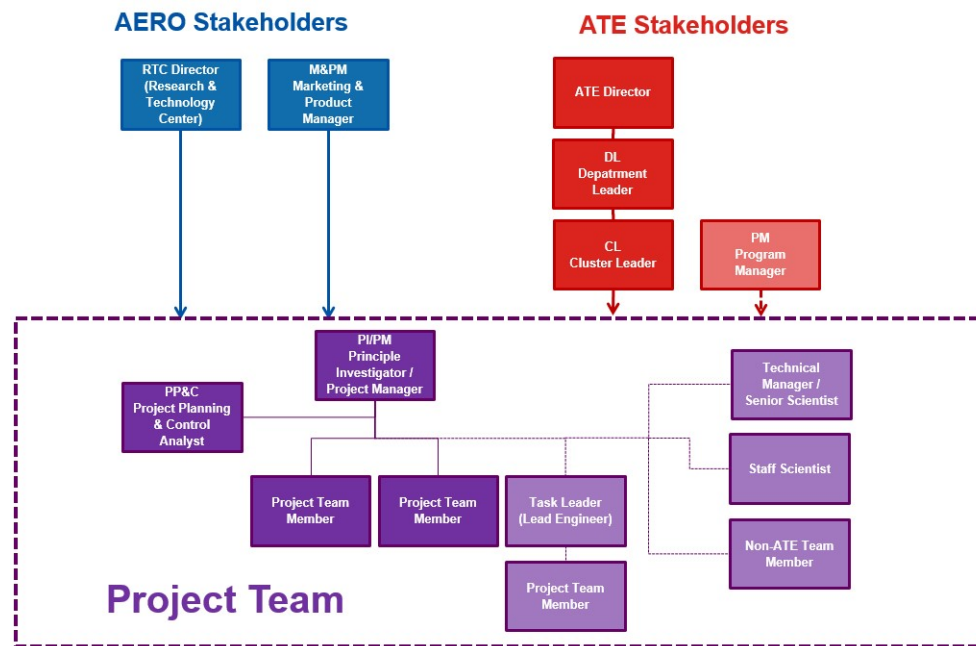 AERO Stakeholders
ATE Stakeholders
RTC Director
(Research &
Technology
Center)
M&PM
Marketing &
Product
Manager
ATE Director
DL
Depatrment
Leader
CL
Cluster Leader
PM
Program
Manager
PI/PM
Principle
Investigator /
Project Manager
PP&C
Project Planning
& Control
Analyst
Technical
Manager /
Senior Scientist
Project Team
Member
Project Team
Member
Task Leader
(Lead Engineer)
Staff Scientist
Non-ATE Team
Member
Project Team
Member
Project Team